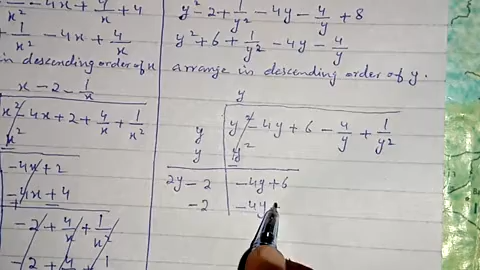 - 4x + 4/x + 4
+ 1/x² - 4x + 4/x
in descending order of x
x - 2 - 1/x
x² - 4x + 2 + 4/x + 1/x²
x²
-4x + 2
-4x + 4
-2 + 4/x + 1/x²
-2 + 4/x + 1
y² - 2 + 1/y² - 4y - 4/y + 8
y² + 6 + 1/y² - 4y - 4/y
arrange in descending order of y.
y
y y² - 4y + 6 - 4/y + 1/y²
y y²
2y - 2 -4y + 6
-2 -4y